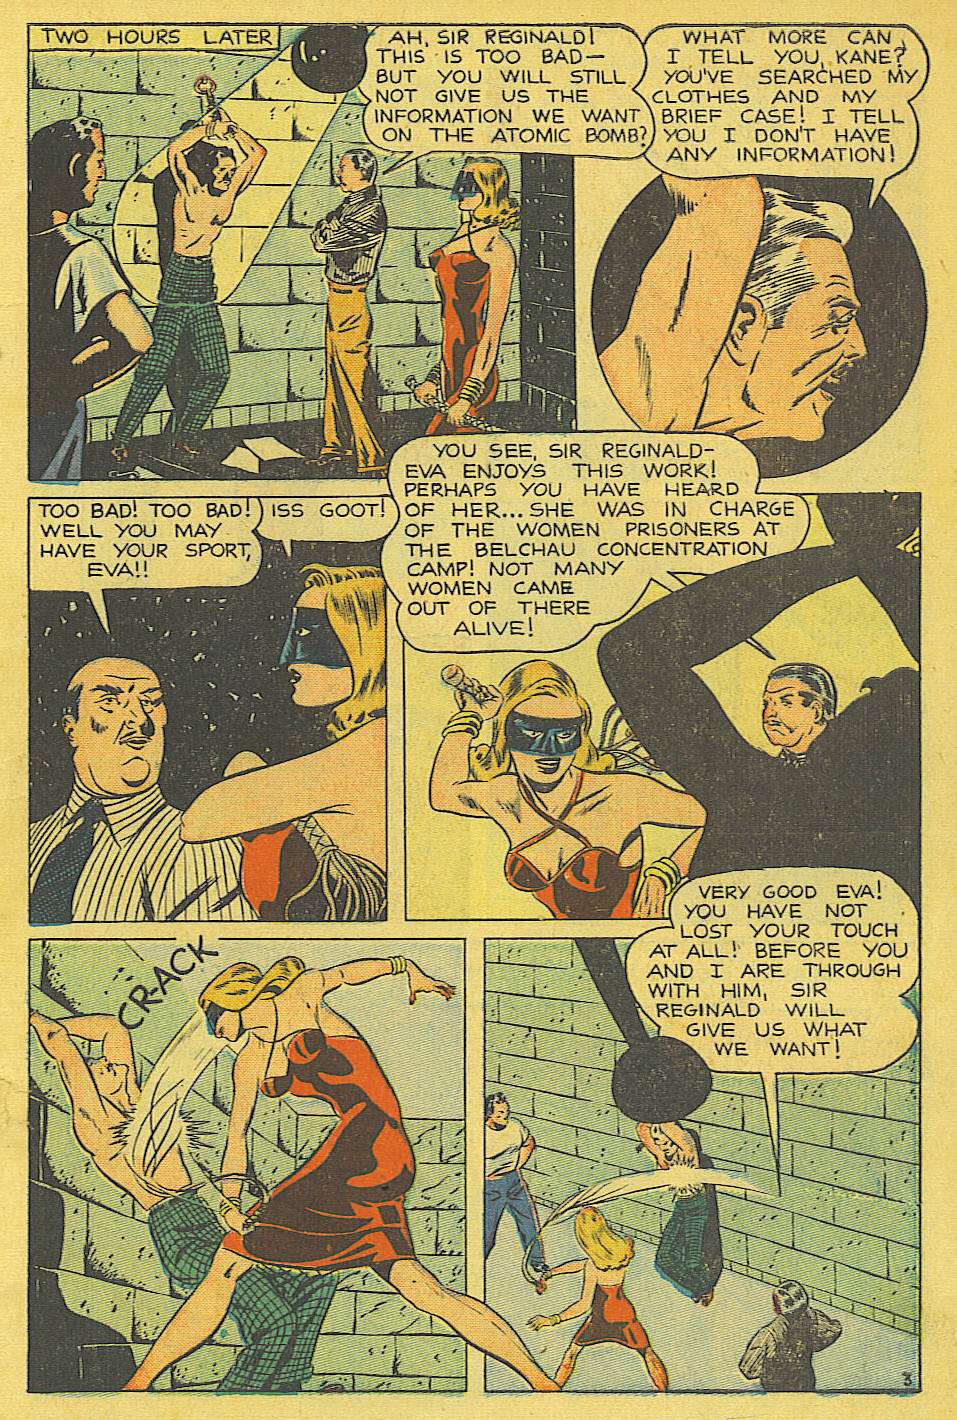 TWO HOURS LATER
AH, SIR REGINALD!
THIS IS TOO BAD—
BUT YOU WILL STILL
NOT GIVE US THE
INFORMATION WE WANT
ON THE ATOMIC BOMB?
WHAT MORE CAN
I TELL YOU, KANE?
YOU'VE SEARCHED MY
CLOTHES AND MY
BRIEF CASE! I TELL
YOU I DON'T HAVE
ANY INFORMATION!
TOO BAD! TOO BAD!
WELL YOU MAY
HAVE YOUR SPORT,
EVA!!
ISS GOOT!
YOU SEE, SIR REGINALD-
EVA ENJOYS THIS WORK!
PERHAPS YOU HAVE HEARD
OF HER... SHE WAS IN CHARGE
OF THE WOMEN PRISONERS AT
THE BELCHAU CONCENTRATION
CAMP! NOT MANY
WOMEN CAME
OUT OF THERE
ALIVE!
CR-ACK
VERY GOOD EVA!
YOU HAVE NOT
LOST YOUR TOUCH
AT ALL! BEFORE YOU
AND I ARE THROUGH
WITH HIM, SIR
REGINALD WILL
GIVE US WHAT
WE WANT!
3